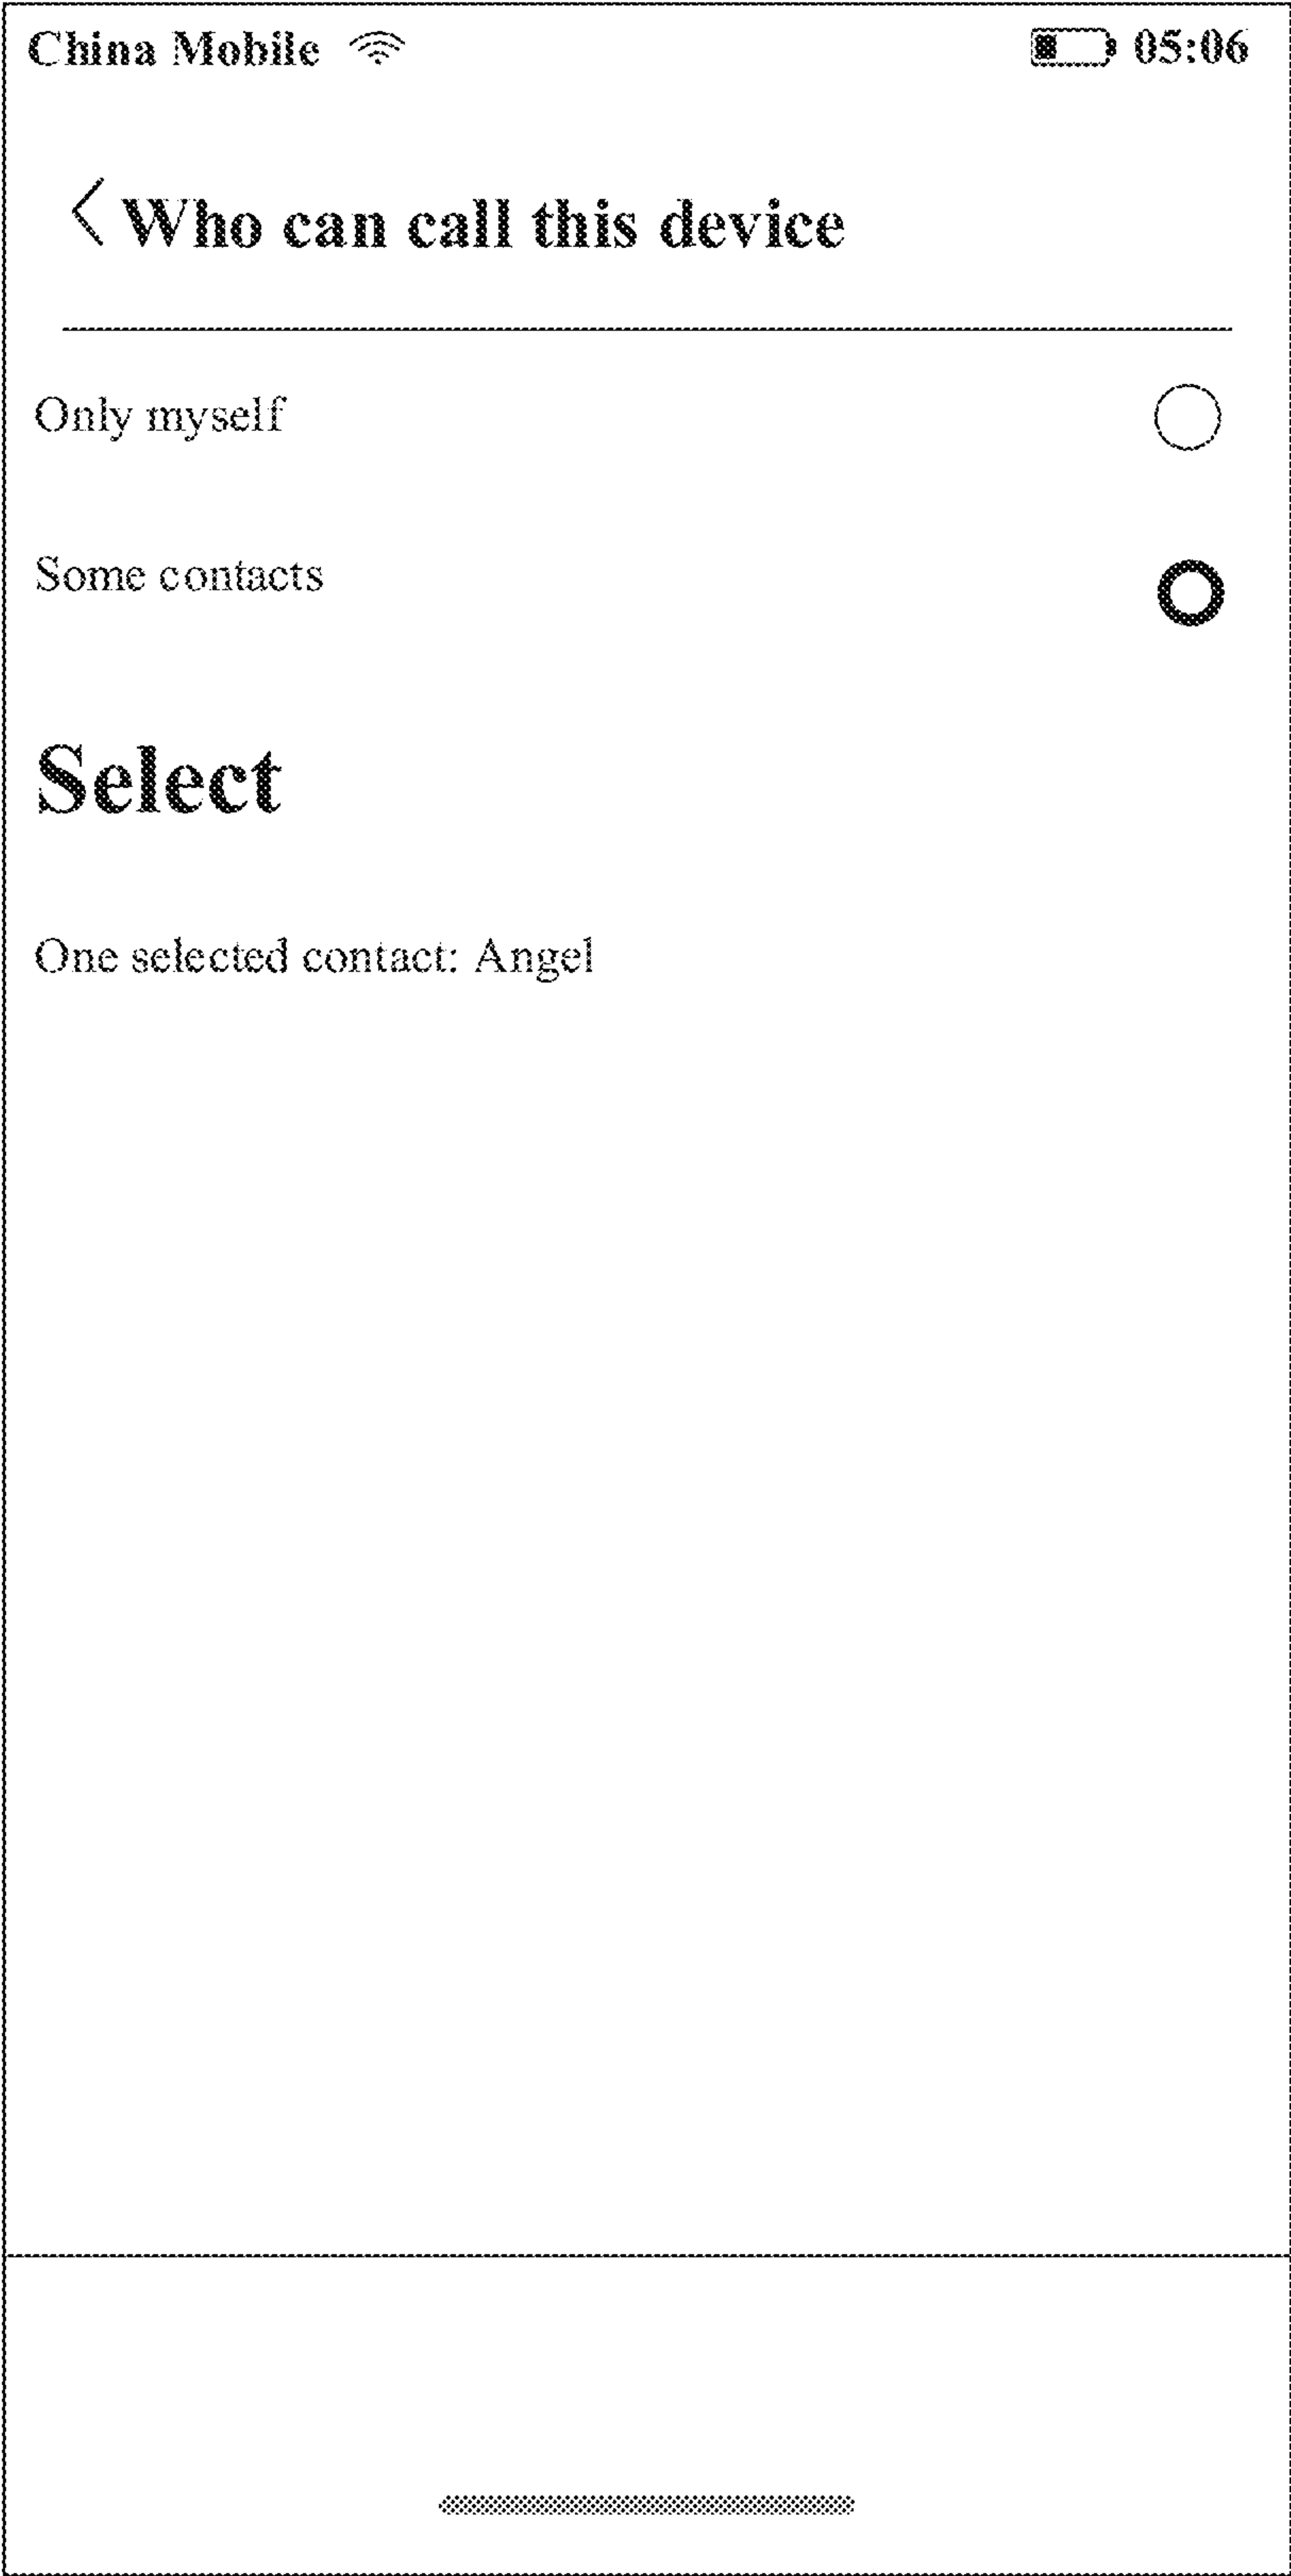 China Mobile 05:06
Who can call this device
Only myself
Some contacts
Select
One selected contact: Angel